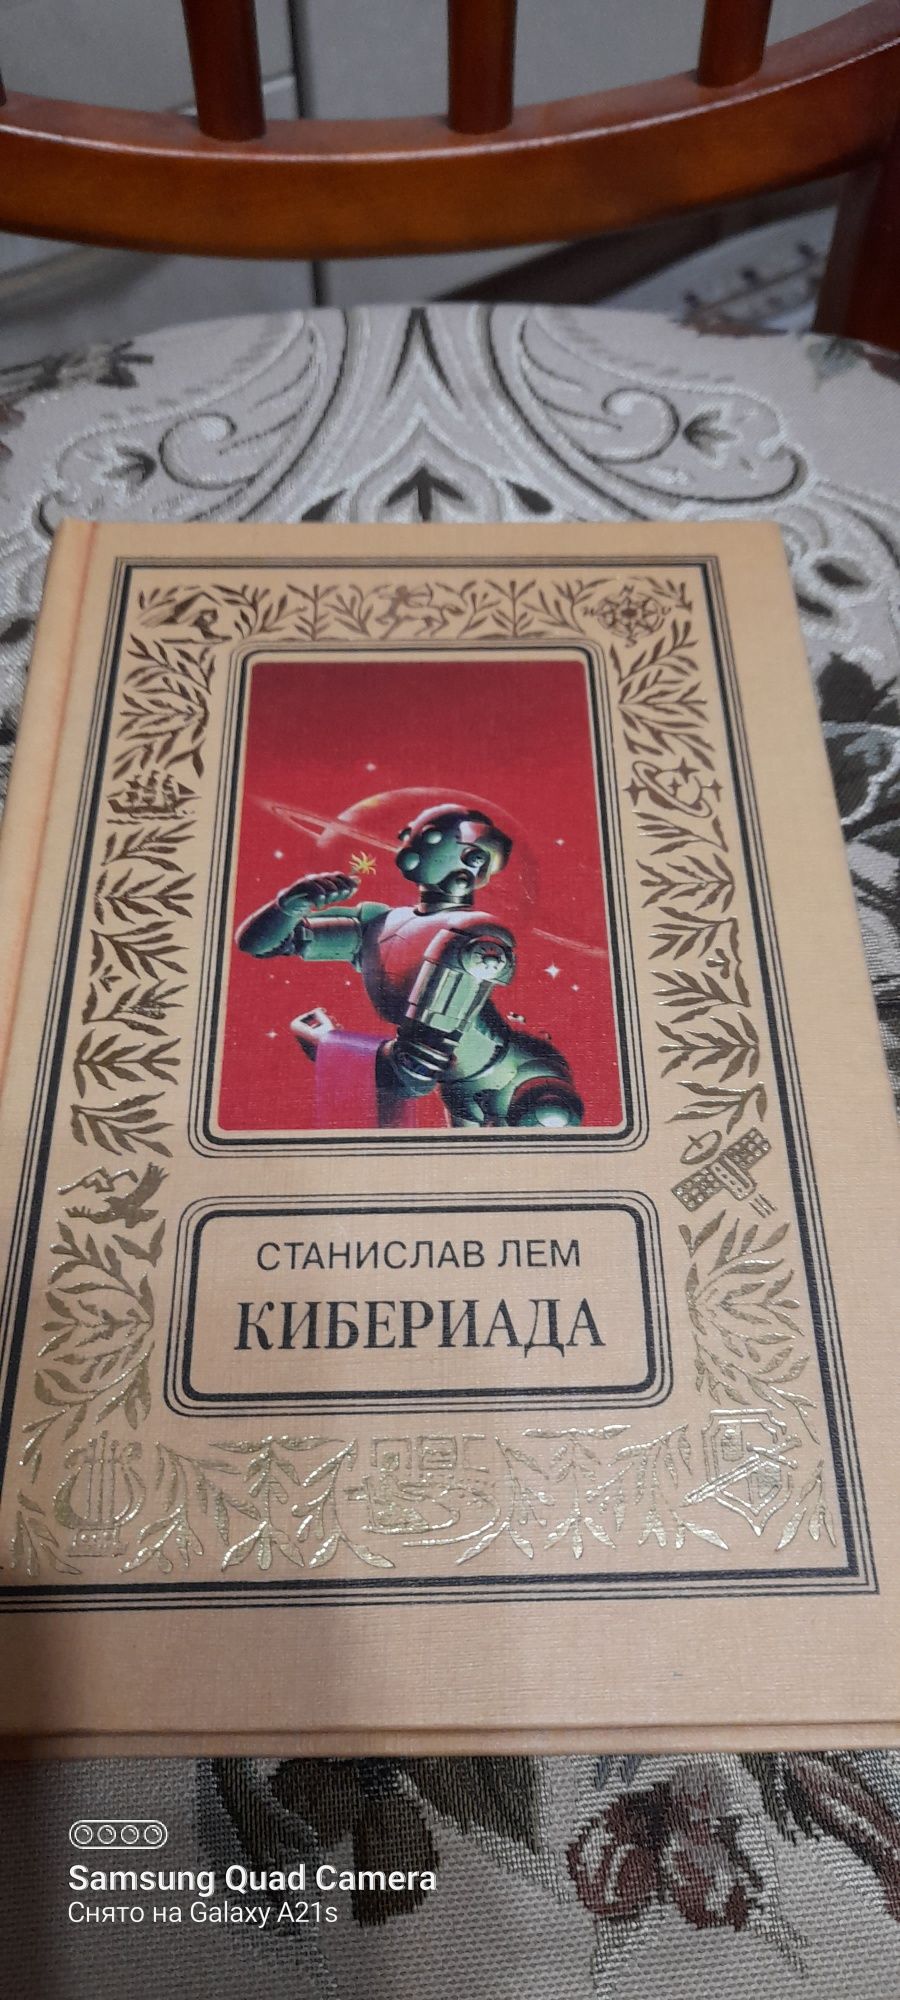 СТАНИСЛАВ ЛЕМ
КИБЕРИАДА
Samsung Quad Camera
Снято на Galaxy A21s